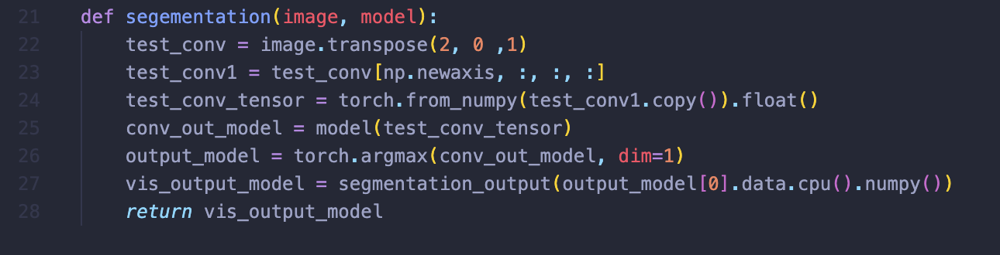 21 def segementation(image, model):
22 test_conv = image.transpose(2, 0 ,1)
23 test_conv1 = test_conv[np.newaxis, :, :, :]
24 test_conv_tensor = torch.from_numpy(test_conv1.copy()).float()
25 conv_out_model = model(test_conv_tensor)
26 output_model = torch.argmax(conv_out_model, dim=1)
27 vis_output_model = segmentation_output(output_model[0].data.cpu().numpy())
28 return vis_output_model